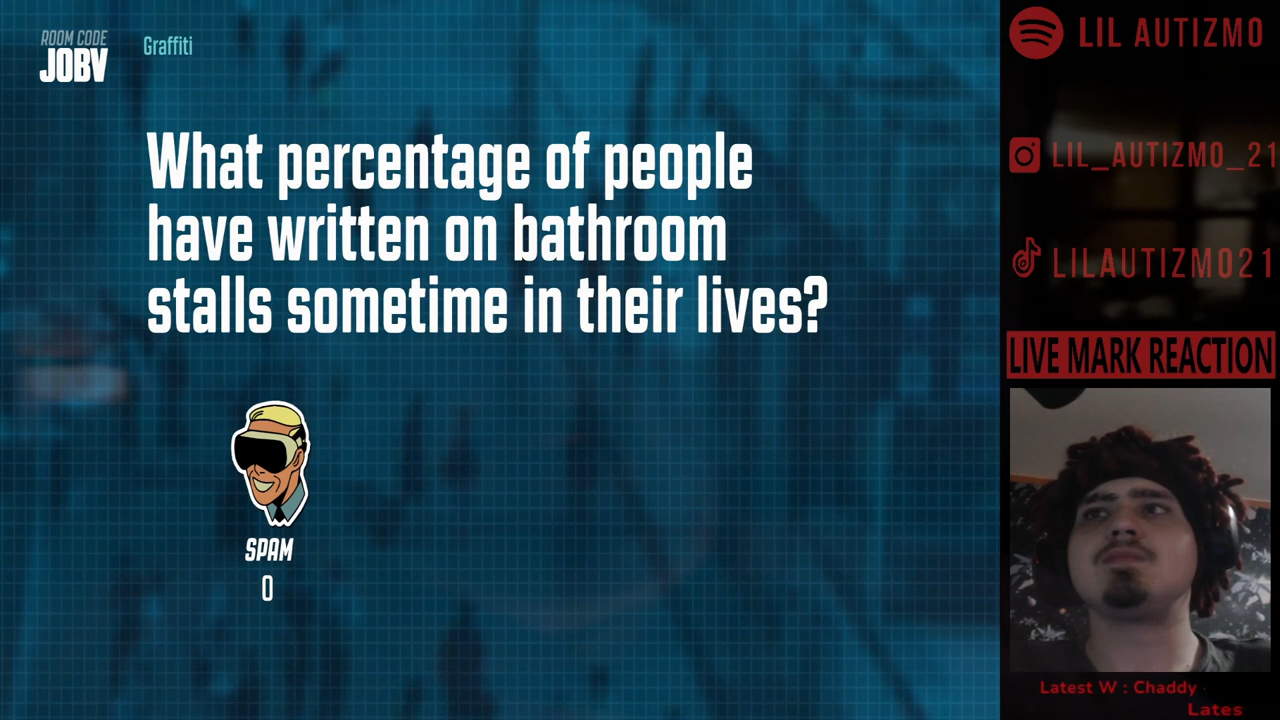 ROOM CODE
JOBV
Graffiti
What percentage of people
have written on bathroom
stalls sometime in their lives?
SPAM
0
LIL AUTIZMO
LIL_AUTIZMO_21
LILAUTIZMO21
LIVE MARK REACTION
Latest W : Chaddy
Lates